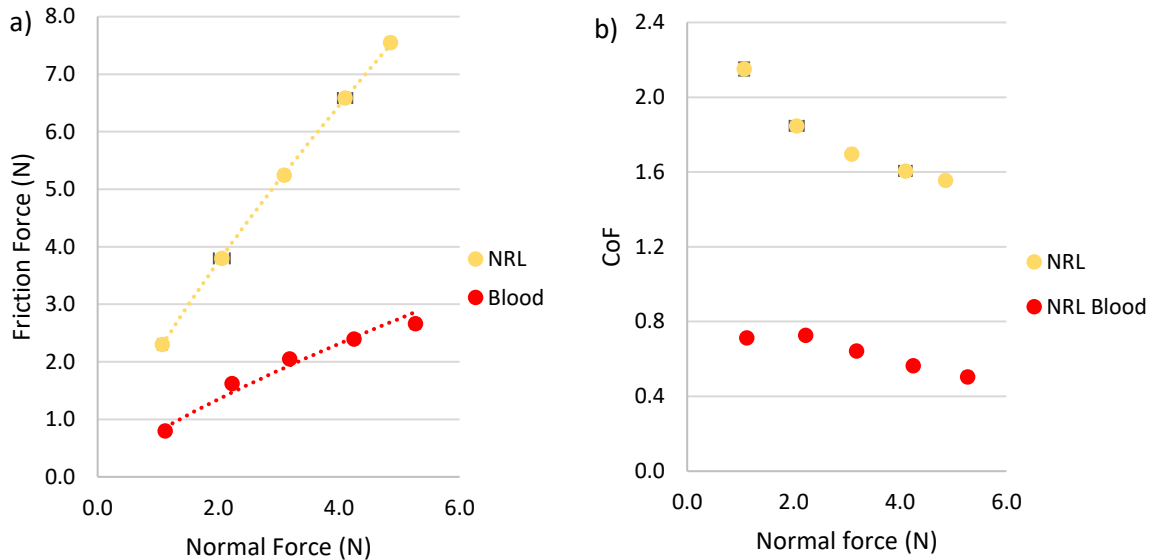 a)
8.0
7.0
6.0
5.0
4.0
3.0
2.0
1.0
0.0
0.0 2.0 4.0 6.0
Friction Force (N)
Normal Force (N)
NRL
Blood
b)
2.4
2.0
1.6
1.2
0.8
0.4
0.0
0.0 2.0 4.0 6.0
CoF
Normal force (N)
NRL
NRL Blood